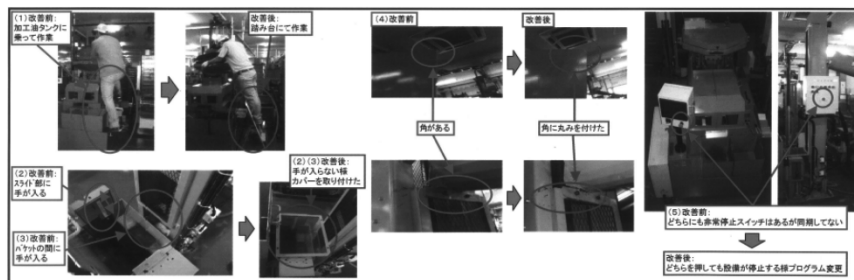 (1)改善前:
加工油タンクに
乗って作業
改善後:
踏み台にて作業
(2)改善前:
スライド部に
手が入る
(3)改善前:
バケットの間に
手が入る
(2)(3)改善後:
手が入らない様
カバーを取り付けた
(4)改善前
改善後
角がある
角に丸みを付けた
(5)改善前:
どちらにも非常停止スイッチはあるが同期してない
改善後:
どちらを押しても設備が停止する様プログラム変更